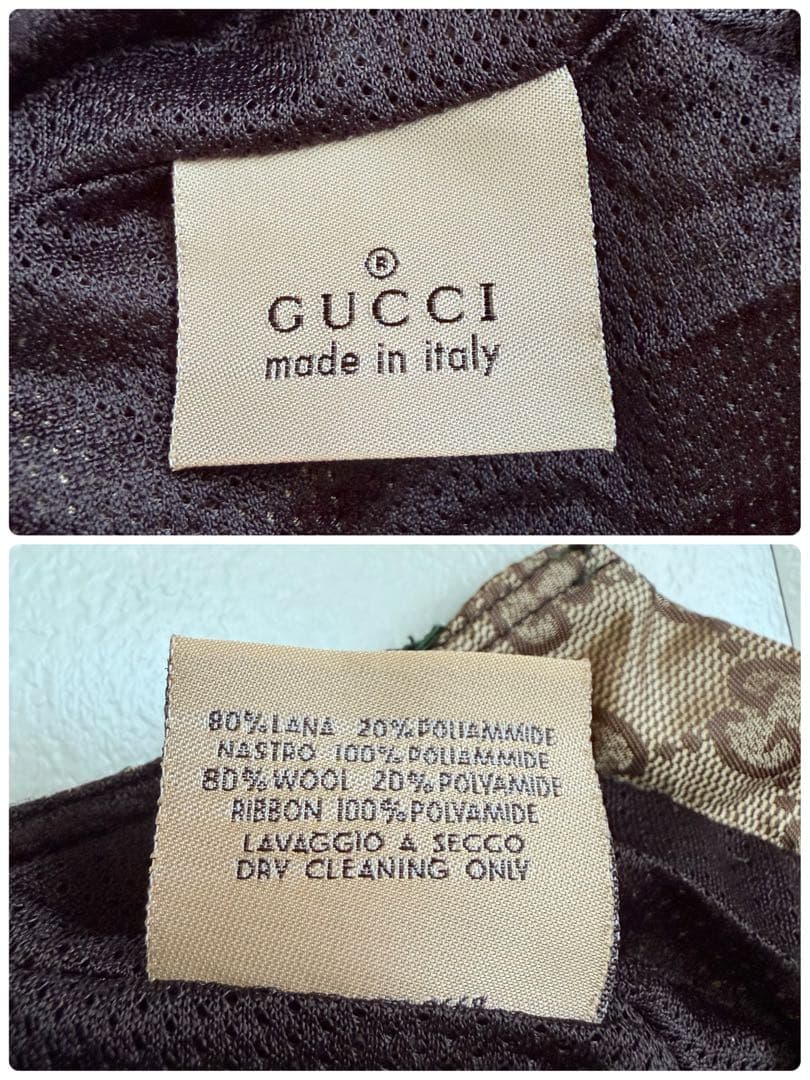 ®
GUCCI
made in italy
80%LANA 20%POLIAMMIDE
NASTRO 100%POLIAMMIDE
80%WOOL 20%POLYAMIDE
RIBBON 100%POLYAMIDE
LAVAGGIO A SECCO
DRY CLEANING ONLY